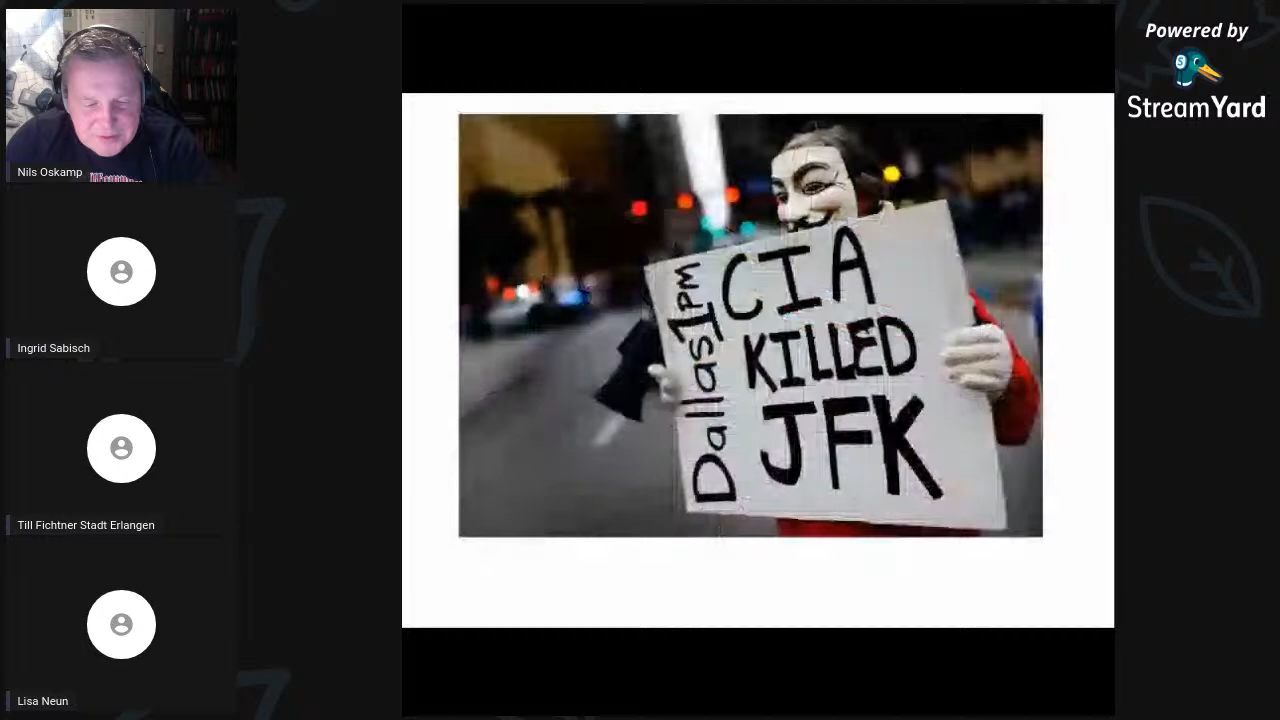 Nils Oskamp
Ingrid Sabisch
Till Fichtner Stadt Erlangen
Lisa Neun
Dallas 1pm
CIA
KILLED
JFK
Powered by
S
StreamYard